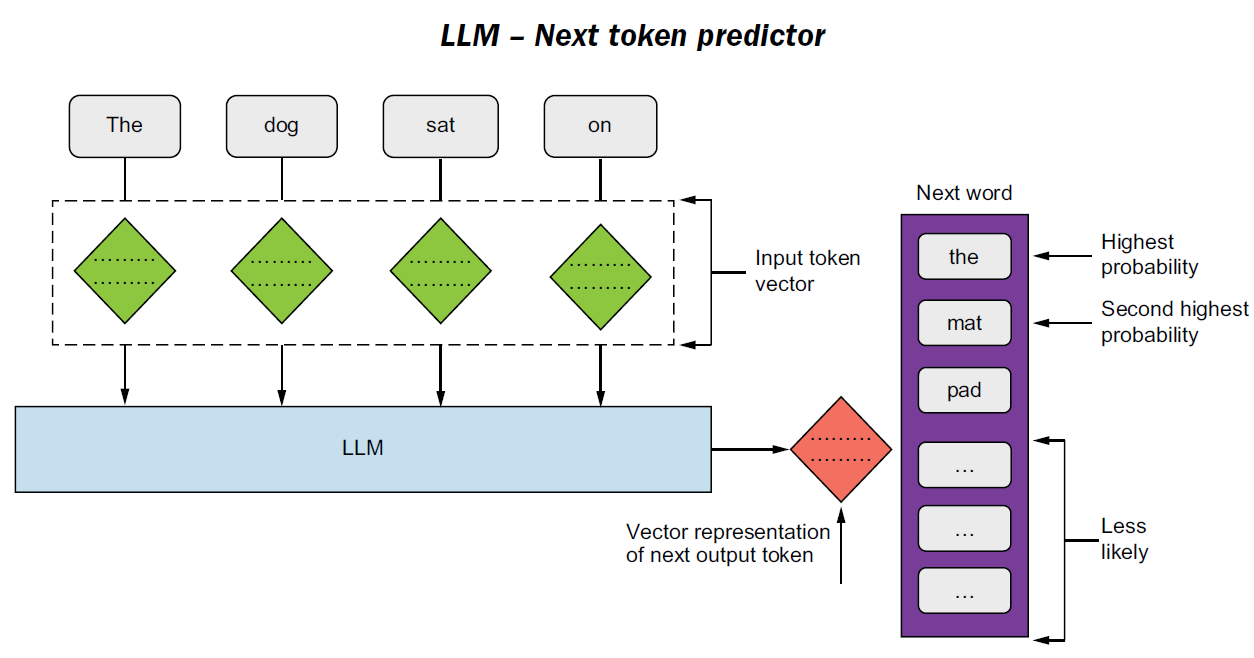 LLM – Next token predictor
The
dog
sat
on
Input token
vector
LLM
Vector representation
of next output token
Next word
the
mat
pad
...
...
...
Highest
probability
Second highest
probability
Less
likely